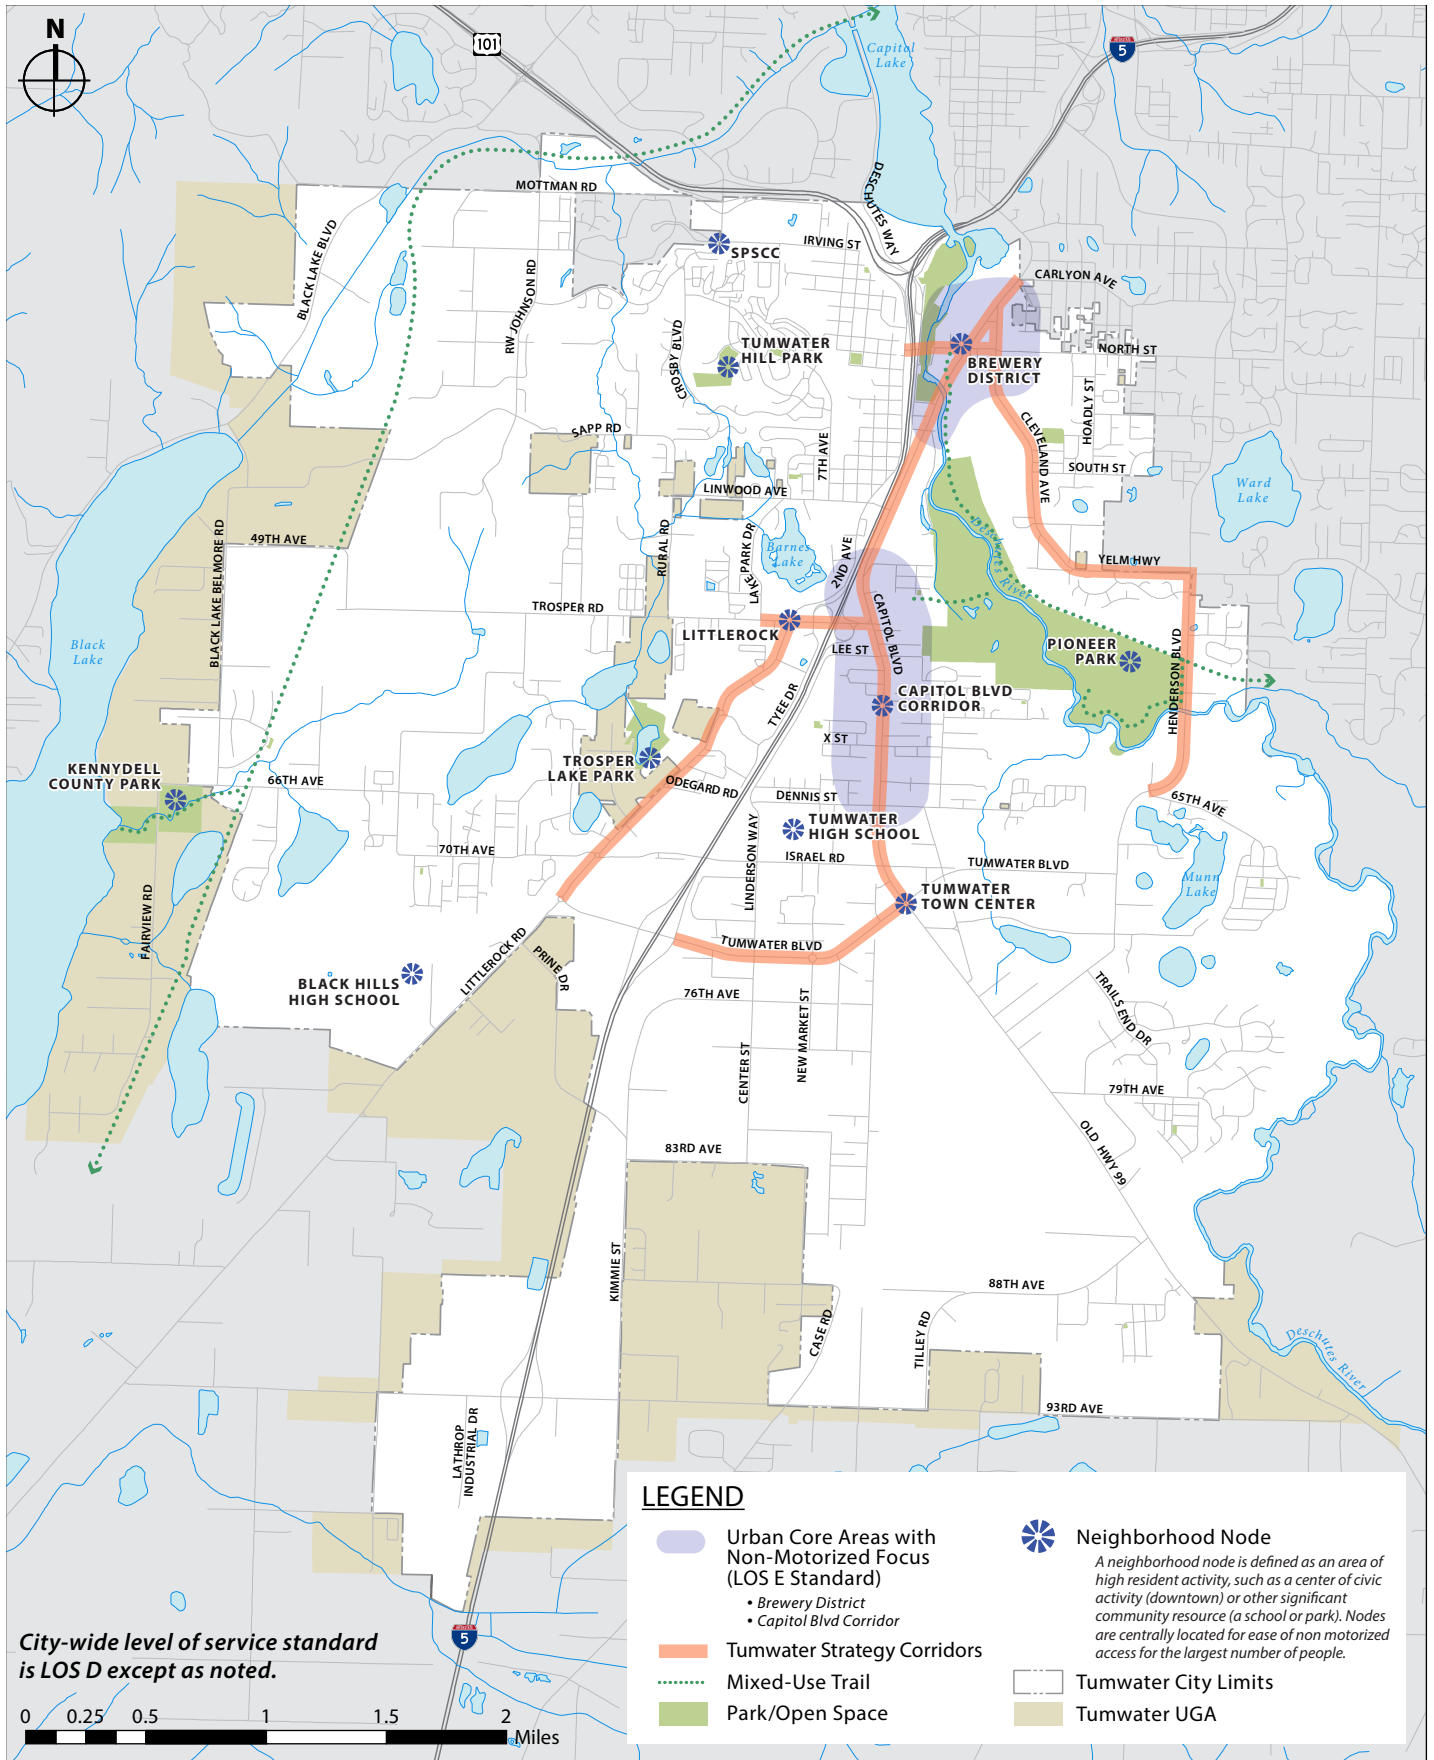 N
101
5
Capitol
Lake
DESCHUTES WAY
MOTTMAN RD
BLACK LAKE BLVD
RW JOHNSON RD
SPSCC
IRVING ST
CARLYON AVE
CROSBY BLVD
TUMWATER
HILL PARK
NORTH ST
BREWERY
DISTRICT
HOADLY ST
CLEVELAND AVE
SAPP RD
7TH AVE
SOUTH ST
LINWOOD AVE
Ward
Lake
BLACK LAKE BELMORE RD
49TH AVE
RURAL RD
LAKE PARK DR
Barnes
Lake
2ND AVE
Deschutes
River
YELM HWY
TROSPER RD
LITTLEROCK
CAPITOL BLVD
LEE ST
PIONEER
PARK
HENDERSON BLVD
Black
Lake
TYEE DR
CAPITOL BLVD
CORRIDOR
X ST
KENNYDELL
COUNTY PARK
TROSPER
LAKE PARK
66TH AVE
ODEGARD RD
DENNIS ST
65TH AVE
TUMWATER
HIGH SCHOOL
LINDERSON WAY
70TH AVE
ISRAEL RD
TUMWATER BLVD
Munn
Lake
TUMWATER
TOWN CENTER
FAIRVIEW RD
LITTLEROCK RD
PRINE DR
TUMWATER BLVD
BLACK HILLS
HIGH SCHOOL
76TH AVE
NEW MARKET ST
TRAILS END DR
CENTER ST
79TH AVE
OLD HWY 99
83RD AVE
KIMMIE ST
88TH AVE
CASE RD
TILLEY RD
Deschutes River
93RD AVE
LATHROP
INDUSTRIAL DR
5
LEGEND
Urban Core Areas with
Non-Motorized Focus
(LOS E Standard)
• Brewery District
• Capitol Blvd Corridor
Tumwater Strategy Corridors
Mixed-Use Trail
Park/Open Space
Neighborhood Node
A neighborhood node is defined as an area of
high resident activity, such as a center of civic
activity (downtown) or other significant
community resource (a school or park). Nodes
are centrally located for ease of non motorized
access for the largest number of people.
Tumwater City Limits
Tumwater UGA
City-wide level of service standard
is LOS D except as noted.
0 0.25 0.5 1 1.5 2
Miles